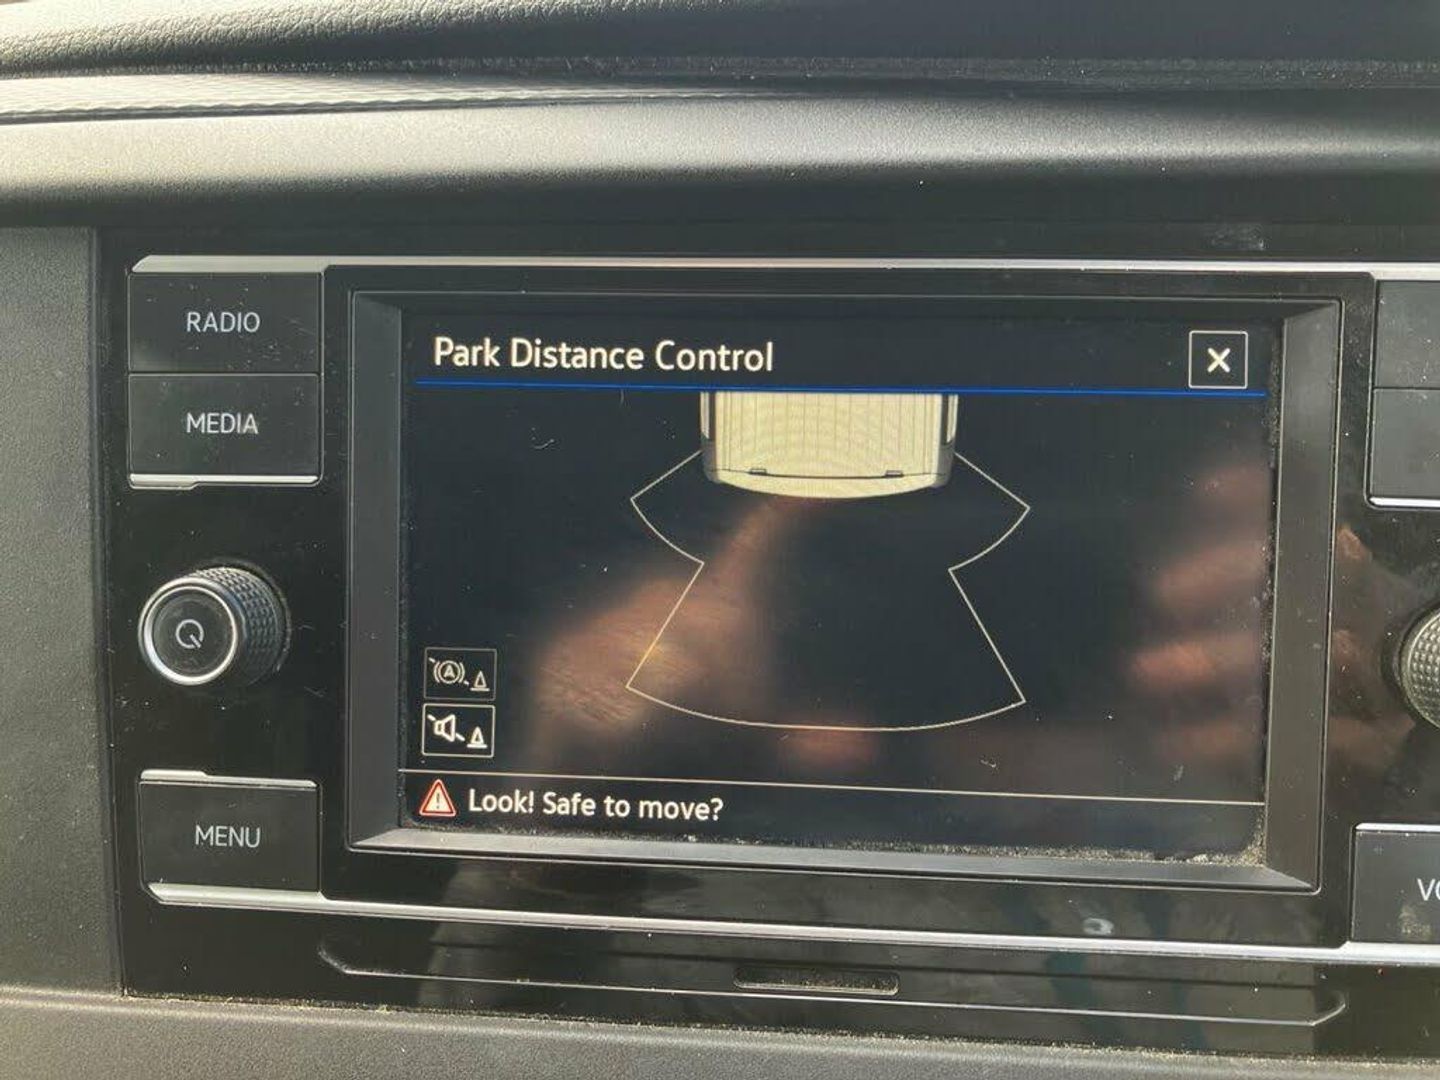 RADIO
MEDIA
MENU
Park Distance Control
Look! Safe to move?